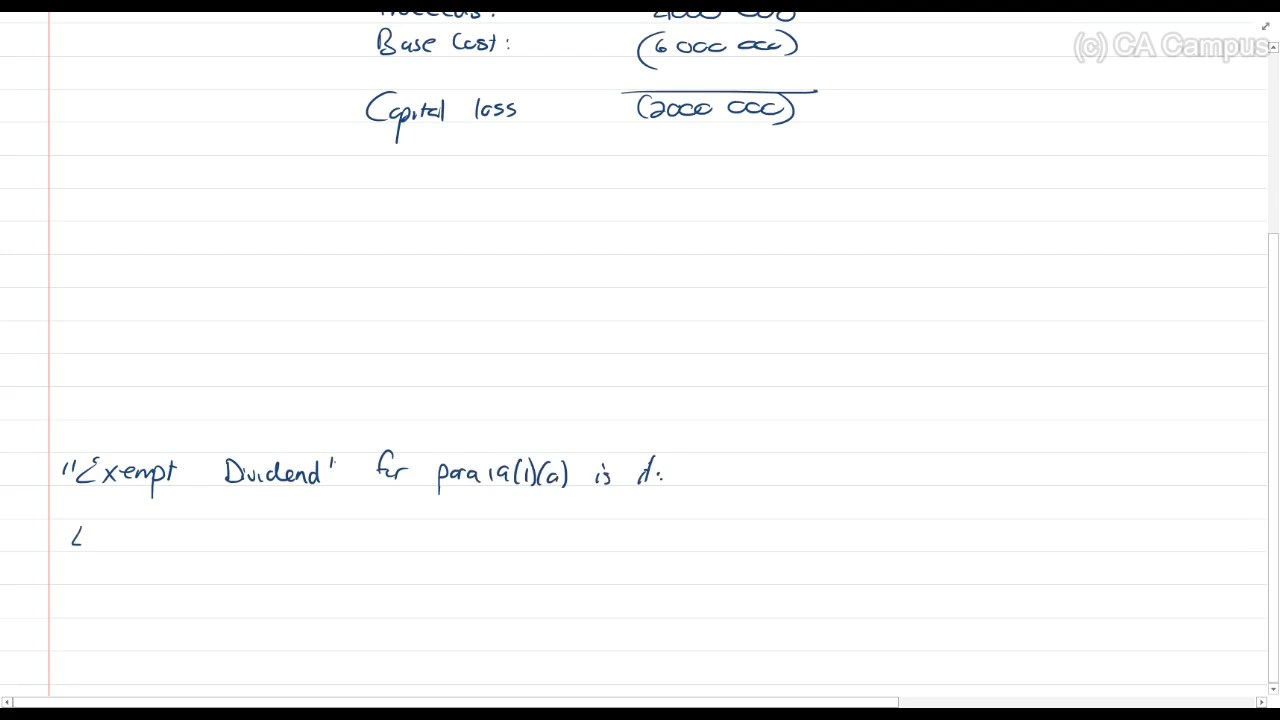 (c) CA Campus
Base Cost: (6 000 000)
Capital loss (2000 000)
"Exempt Dividend" for para 19(1)(a) is